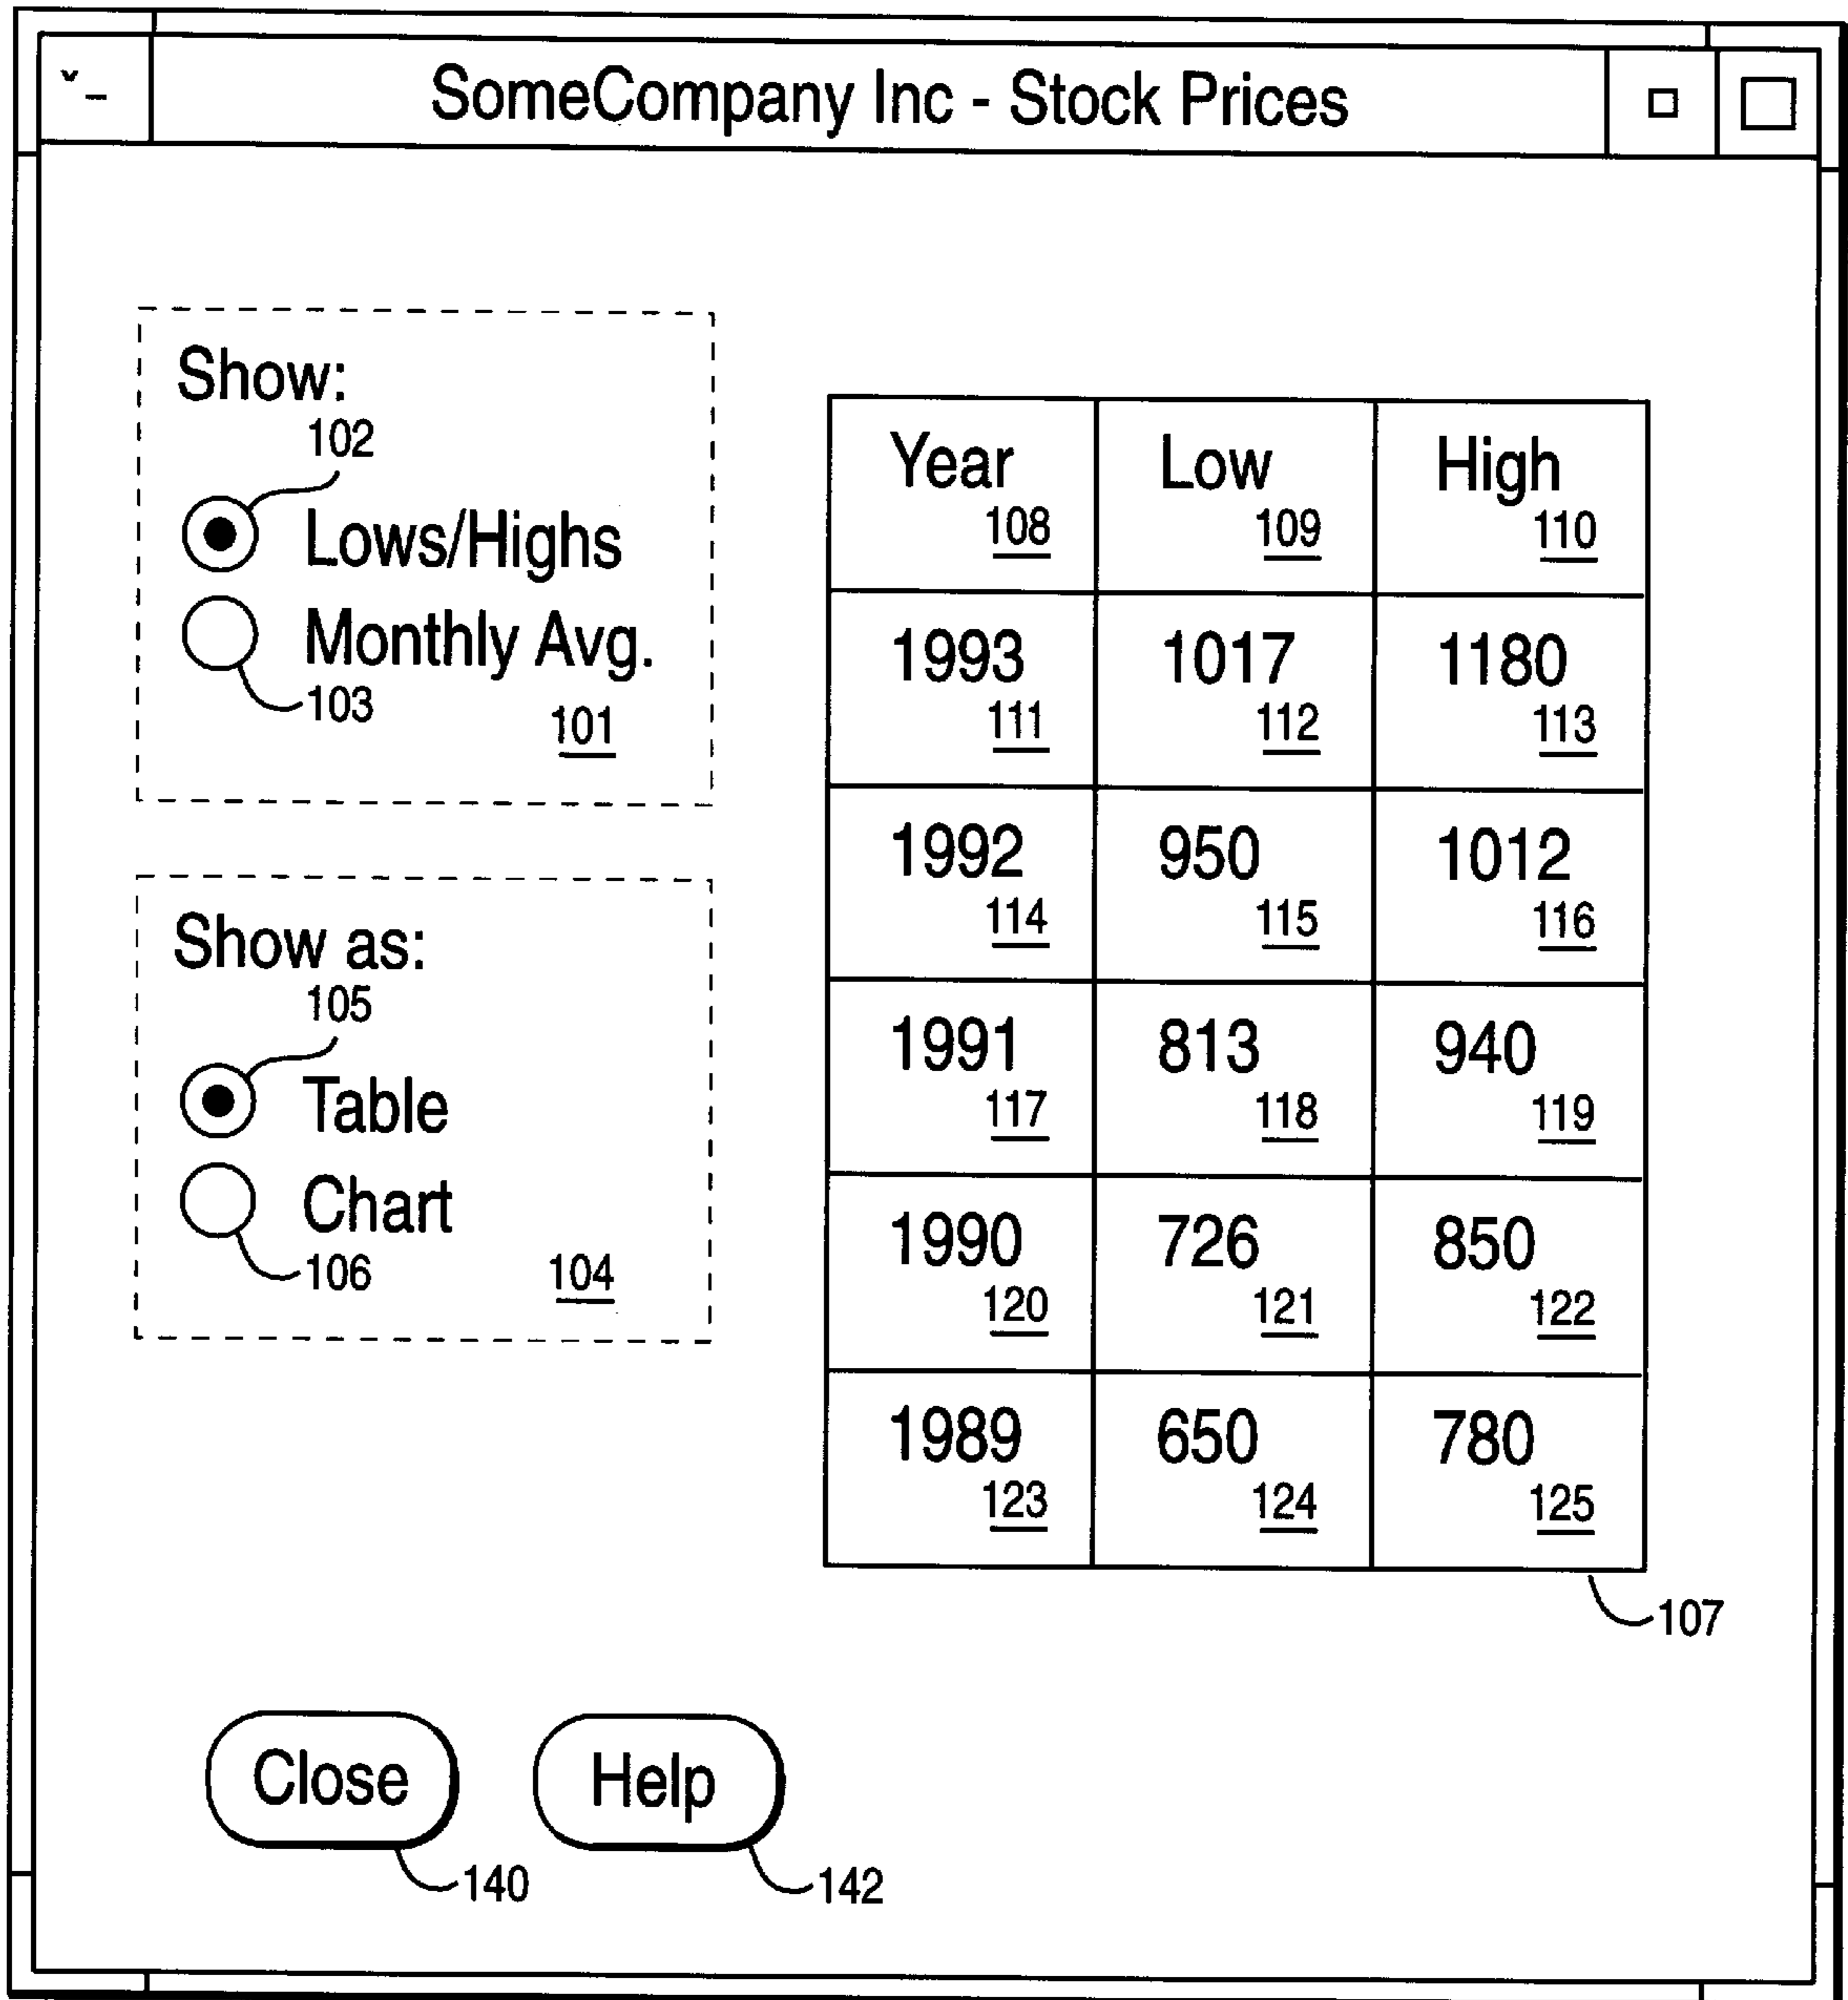 SomeCompany Inc - Stock Prices
Show:
102
Lows/Highs
Monthly Avg.
103
101
Show as:
105
Table
Chart
106
104
Year Low High
108 109 110
1993 1017 1180
111 112 113
1992 950 1012
114 115 116
1991 813 940
117 118 119
1990 726 850
120 121 122
1989 650 780
123 124 125
107
Close Help
140 142